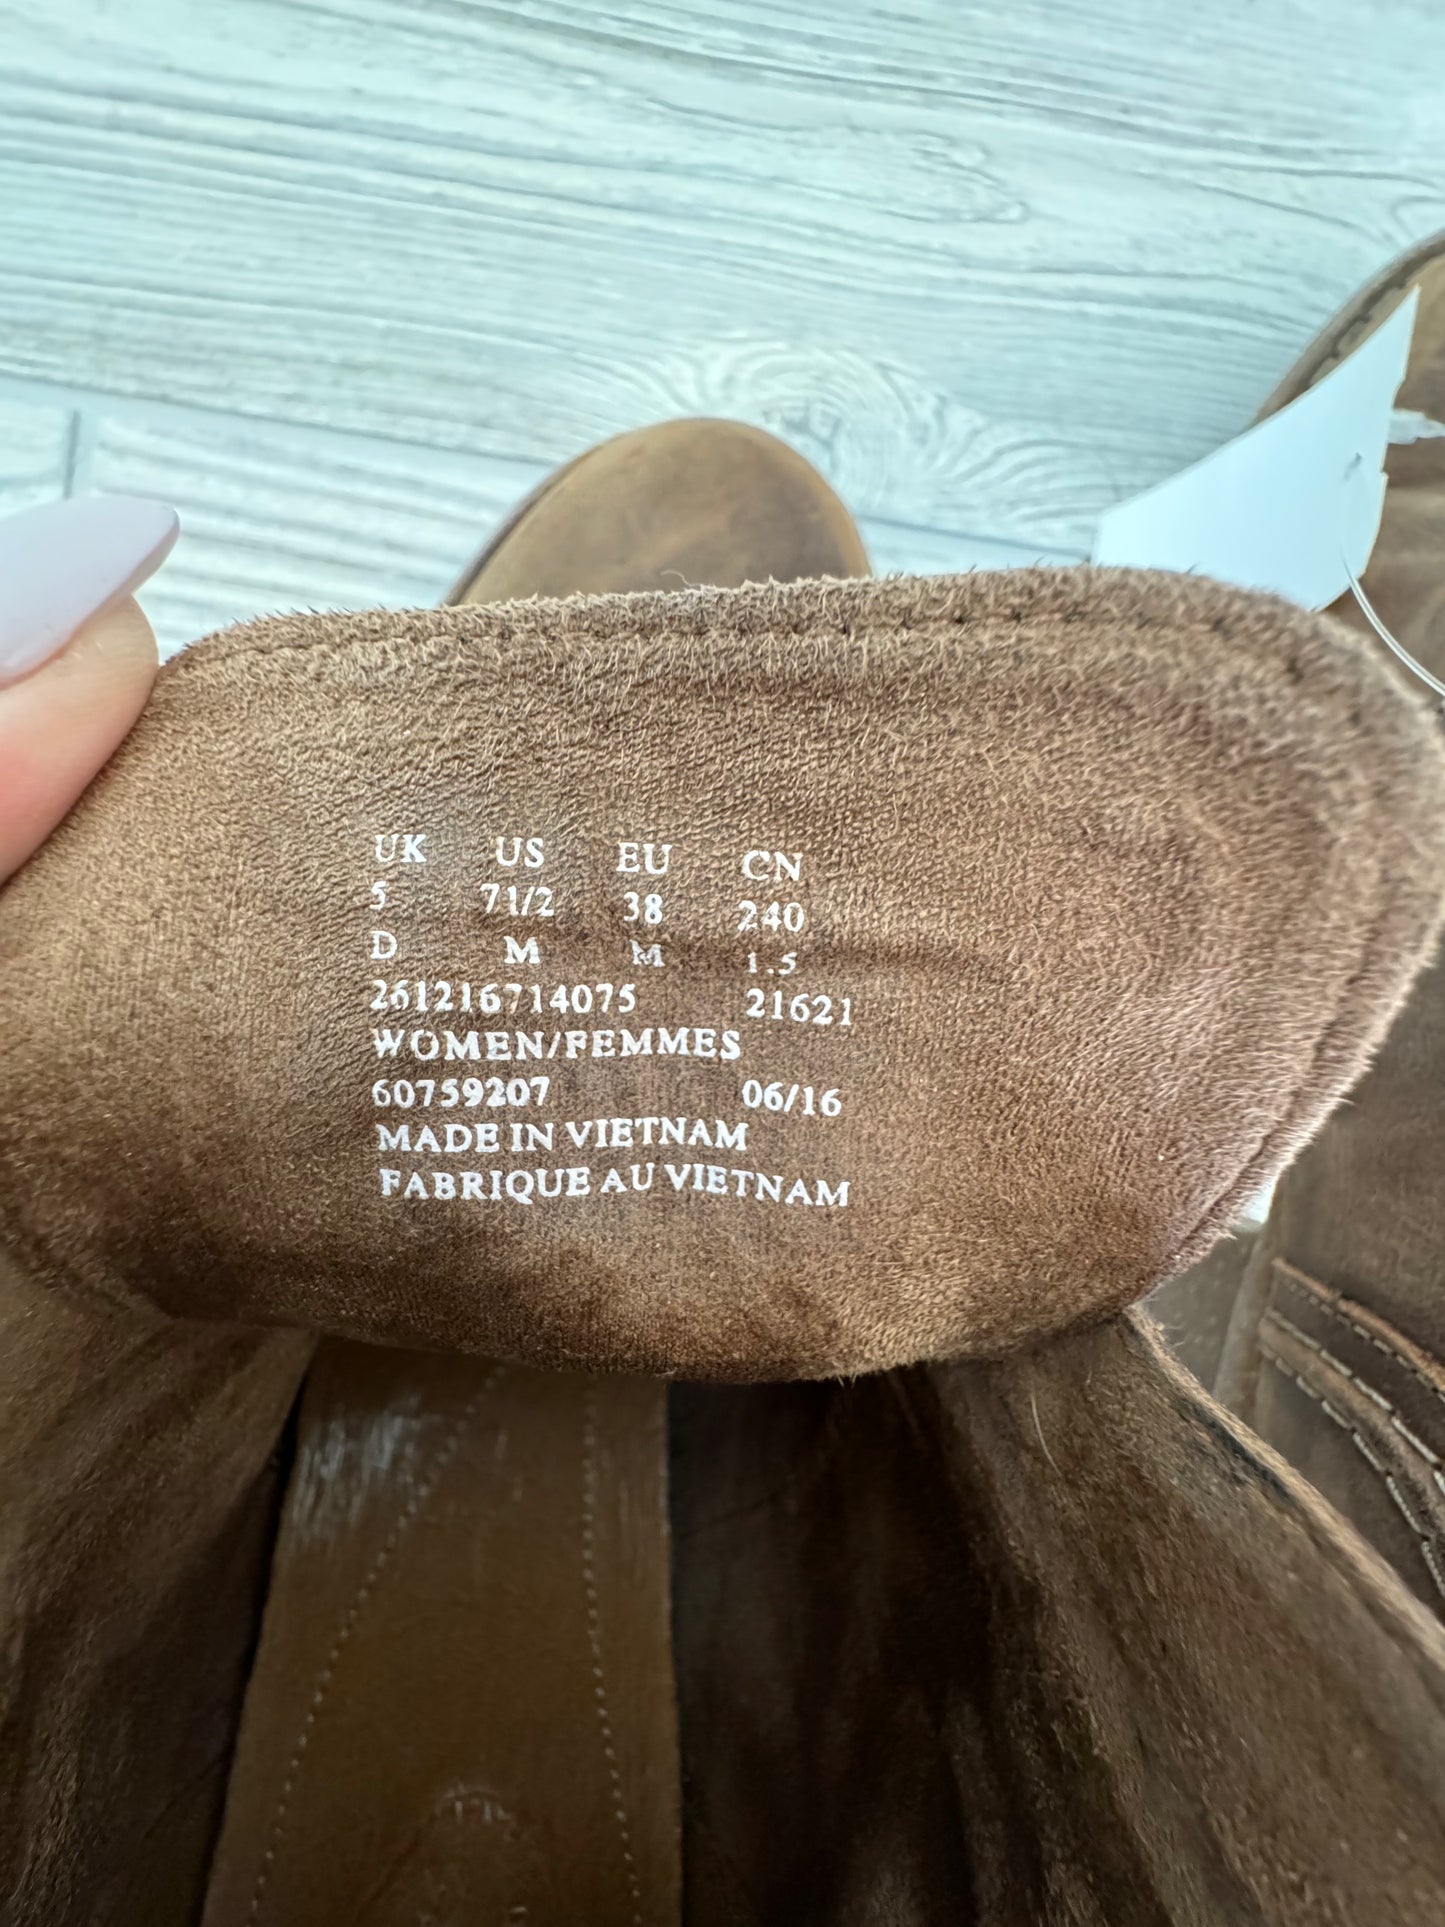 UK US EU CN
5 71/2 38 240
D M M 1.5
261216714075 21621
WOMEN/FEMMES
60759207 06/16
MADE IN VIETNAM
FABRIQUE AU VIETNAM